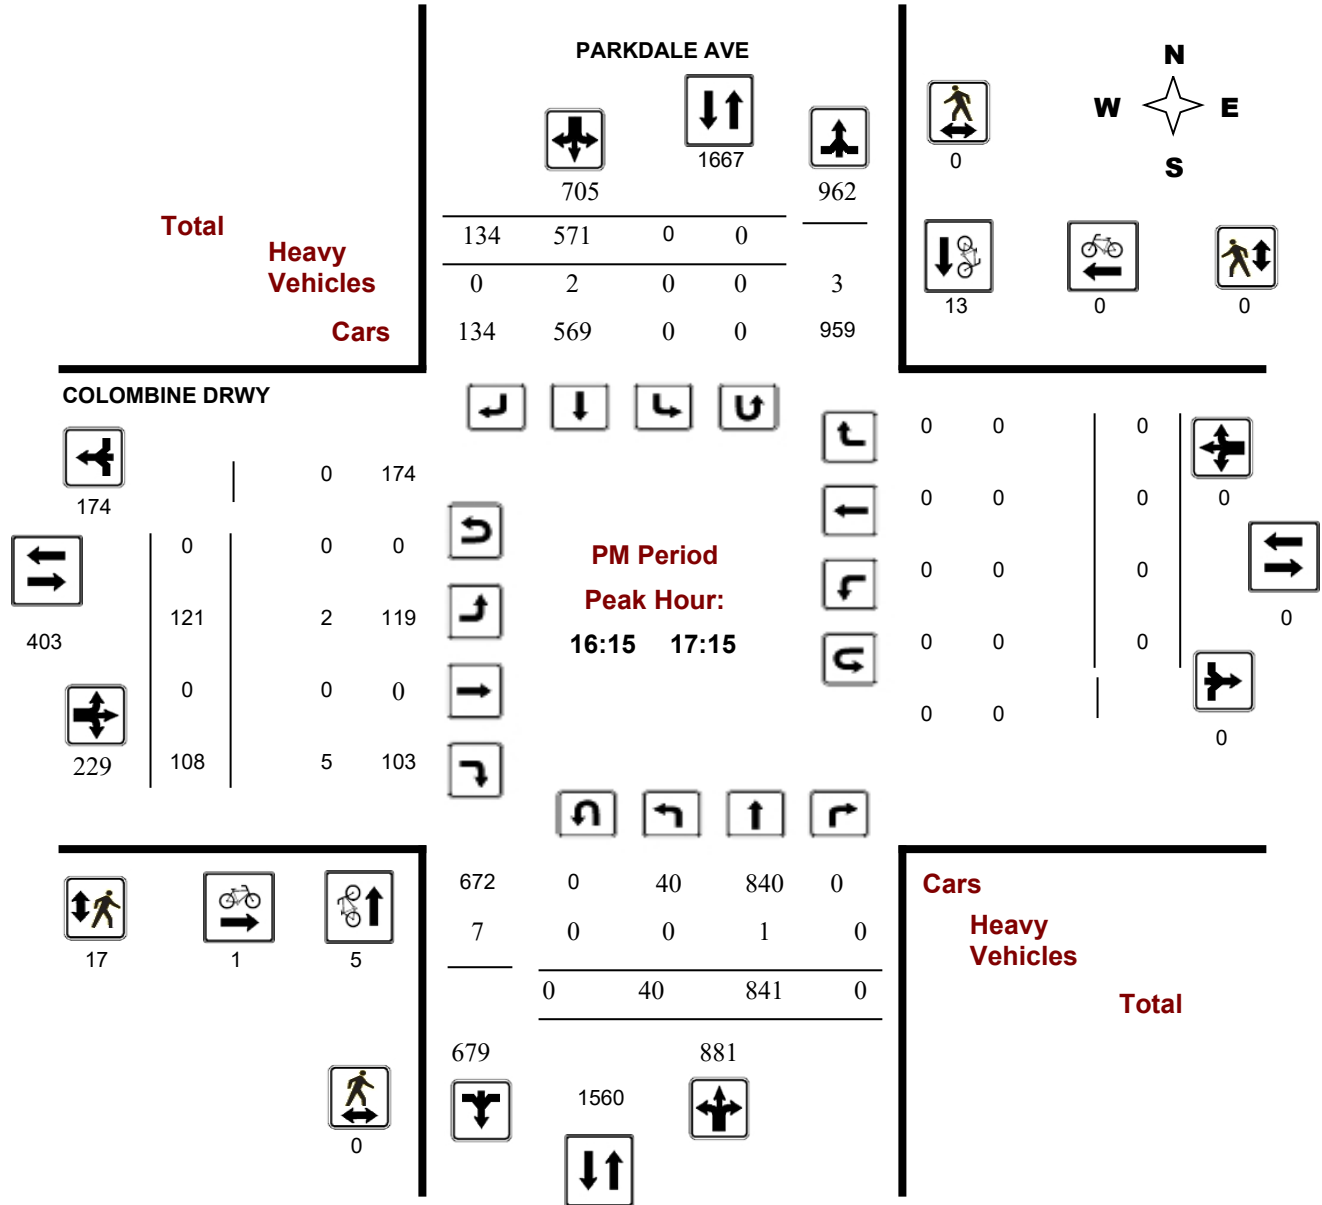 PARKDALE AVE
N
W E
S
1667
0
705 962
Total
134 571 0 0
Heavy
Vehicles
0 2 0 0 3
13 0 0
Cars
134 569 0 0 959
COLOMBINE DRWY
0 0 0
0 174
174
0 0 0 0
0 0 0
PM Period
0 0 0
Peak Hour:
121 2 119
0
403
16:15 17:15
0 0 0
0 0 0
0 0
0
229 108 5 103
672 0 40 840 0
Cars
7 0 0 1 0
Heavy
Vehicles
17 1 5
0 40 841 0
Total
679 881
1560
0